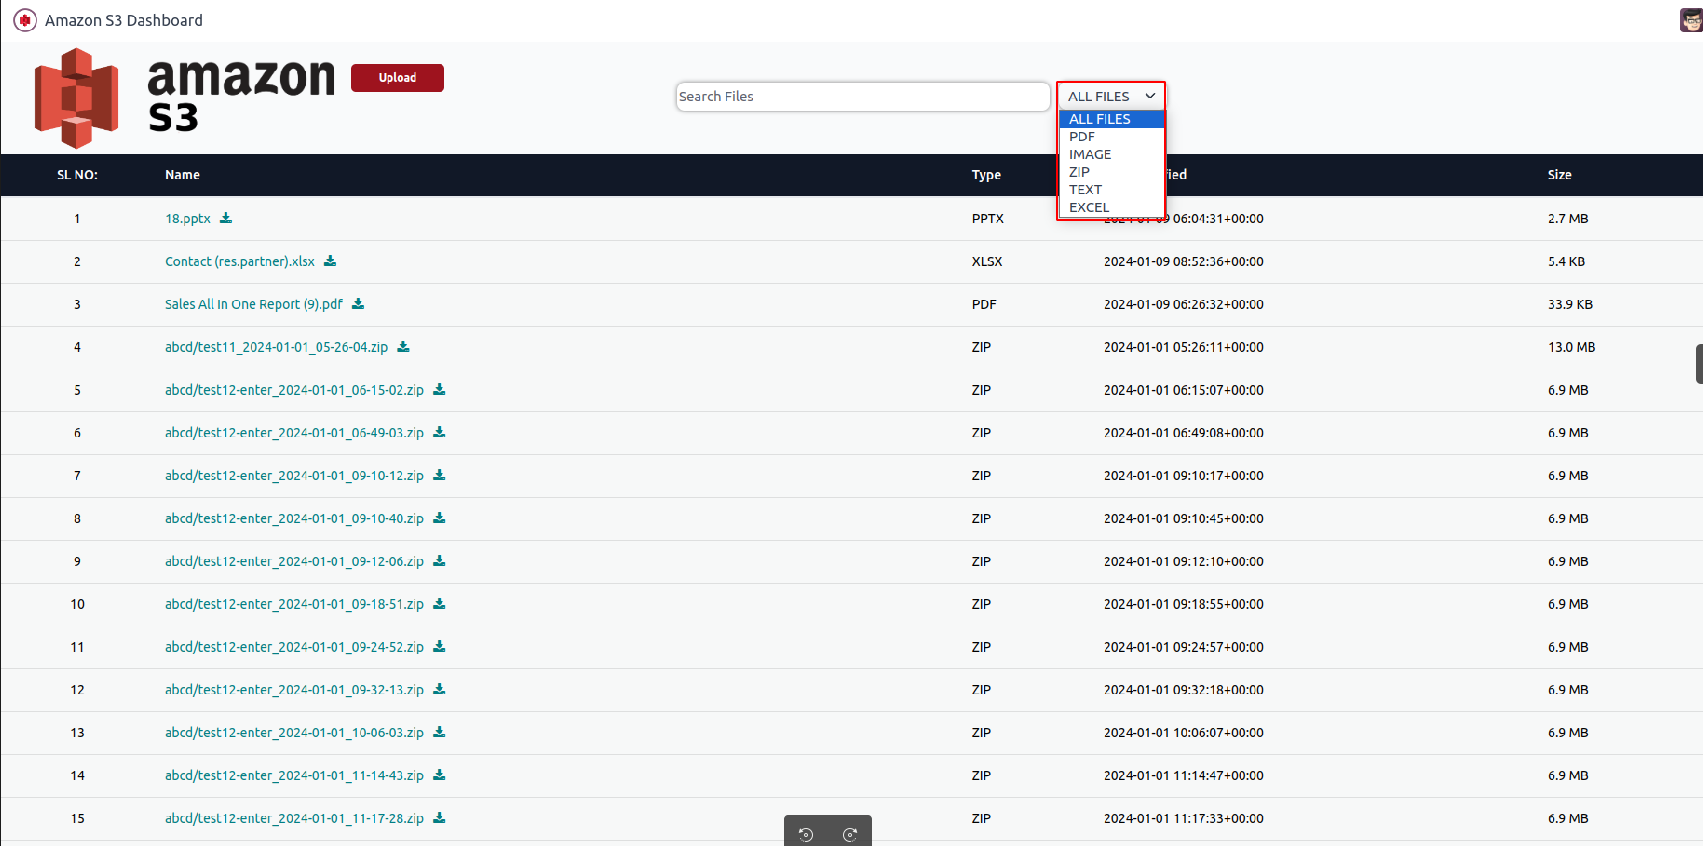 Amazon S3 Dashboard
amazon
S3
Upload
Search Files
ALL FILES
ALL FILES
PDF
IMAGE
ZIP
TEXT
EXCEL
SL NO: Name Type fied Size
1 18.pptx PPTX 2024-01-09 06:04:31+00:00 2.7 MB
2 Contact (res.partner).xlsx XLSX 2024-01-09 08:52:36+00:00 5.4 KB
3 Sales All In One Report (9).pdf PDF 2024-01-09 06:26:32+00:00 33.9 KB
4 abcd/test11_2024-01-01_05-26-04.zip ZIP 2024-01-01 05:26:11+00:00 13.0 MB
5 abcd/test12-enter_2024-01-01_06-15-02.zip ZIP 2024-01-01 06:15:07+00:00 6.9 MB
6 abcd/test12-enter_2024-01-01_06-49-03.zip ZIP 2024-01-01 06:49:08+00:00 6.9 MB
7 abcd/test12-enter_2024-01-01_09-10-12.zip ZIP 2024-01-01 09:10:17+00:00 6.9 MB
8 abcd/test12-enter_2024-01-01_09-10-40.zip ZIP 2024-01-01 09:10:45+00:00 6.9 MB
9 abcd/test12-enter_2024-01-01_09-12-06.zip ZIP 2024-01-01 09:12:10+00:00 6.9 MB
10 abcd/test12-enter_2024-01-01_09-18-51.zip ZIP 2024-01-01 09:18:55+00:00 6.9 MB
11 abcd/test12-enter_2024-01-01_09-24-52.zip ZIP 2024-01-01 09:24:57+00:00 6.9 MB
12 abcd/test12-enter_2024-01-01_09-32-13.zip ZIP 2024-01-01 09:32:18+00:00 6.9 MB
13 abcd/test12-enter_2024-01-01_10-06-03.zip ZIP 2024-01-01 10:06:07+00:00 6.9 MB
14 abcd/test12-enter_2024-01-01_11-14-43.zip ZIP 2024-01-01 11:14:47+00:00 6.9 MB
15 abcd/test12-enter_2024-01-01_11-17-28.zip ZIP 2024-01-01 11:17:33+00:00 6.9 MB